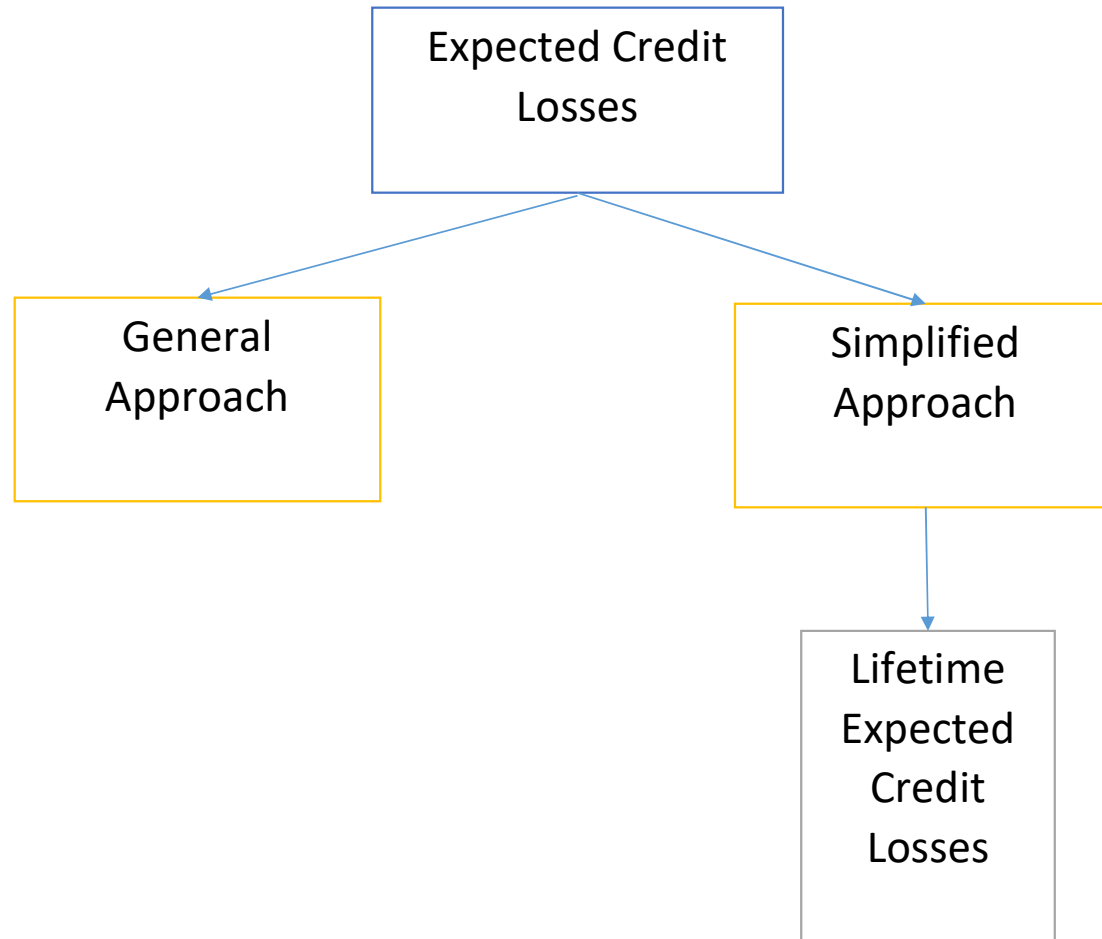 Expected Credit
Losses
General
Approach
Simplified
Approach
Lifetime
Expected
Credit
Losses